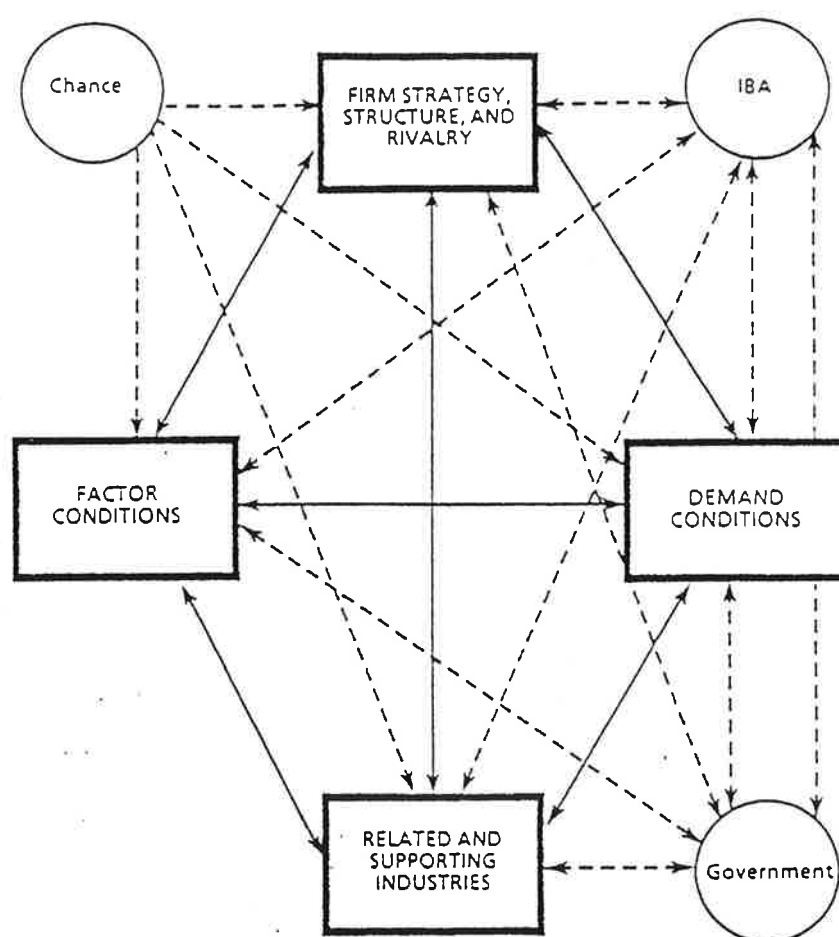 Chance
FIRM STRATEGY,
STRUCTURE, AND
RIVALRY
IBA
FACTOR
CONDITIONS
DEMAND
CONDITIONS
RELATED AND
SUPPORTING
INDUSTRIES
Government